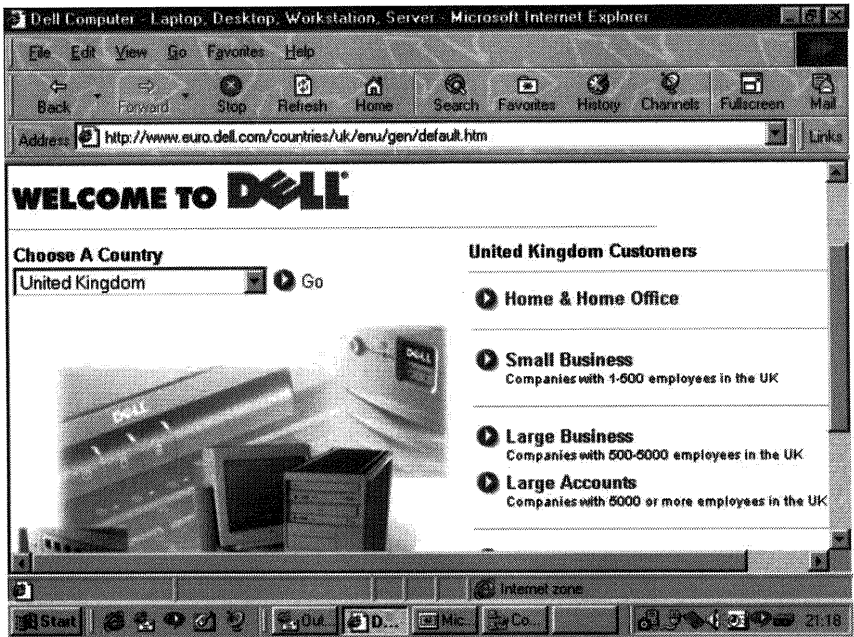 Dell Computer - Laptop, Desktop, Workstation, Server - Microsoft Internet Explorer
File Edit View Go Favorites Help
Back Forward Stop Refresh Home Search Favorites History Channels Fullscreen Mail
Address http://www.euro.dell.com/countries/uk/enu/gen/default.htm Links
WELCOME TO DELL
Choose A Country
United Kingdom Go
United Kingdom Customers
Home & Home Office
Small Business
Companies with 1-500 employees in the UK
Large Business
Companies with 500-5000 employees in the UK
Large Accounts
Companies with 5000 or more employees in the UK
DELL
DELL
Internet zone
Start Out... D... Mic... Co... 21:18